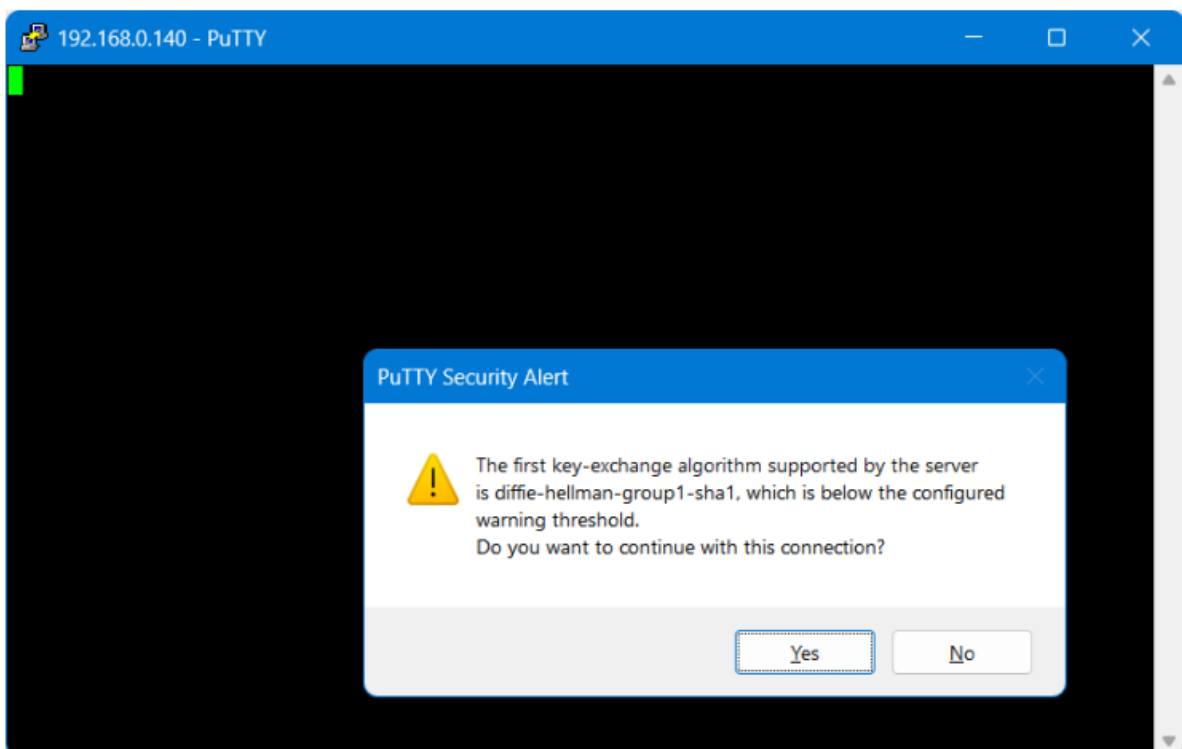 192.168.0.140 - PuTTY
PuTTY Security Alert
The first key-exchange algorithm supported by the server
is diffie-hellman-group1-sha1, which is below the configured
warning threshold.
Do you want to continue with this connection?
Yes
No